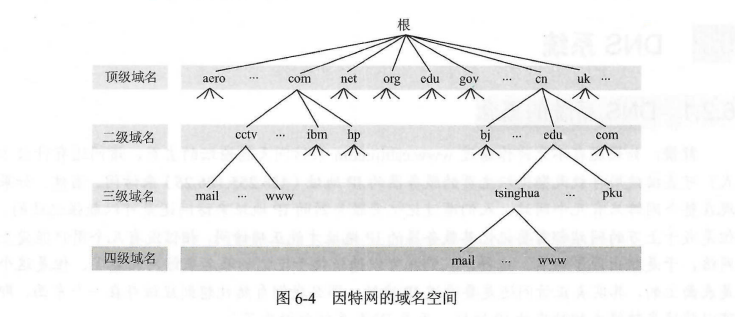 根
顶级域名 aero … com net org edu gov … cn uk …
二级域名 cctv … ibm hp bj … edu com
三级域名 mail … www tsinghua … pku
四级域名 mail … www
图 6-4 因特网的域名空间